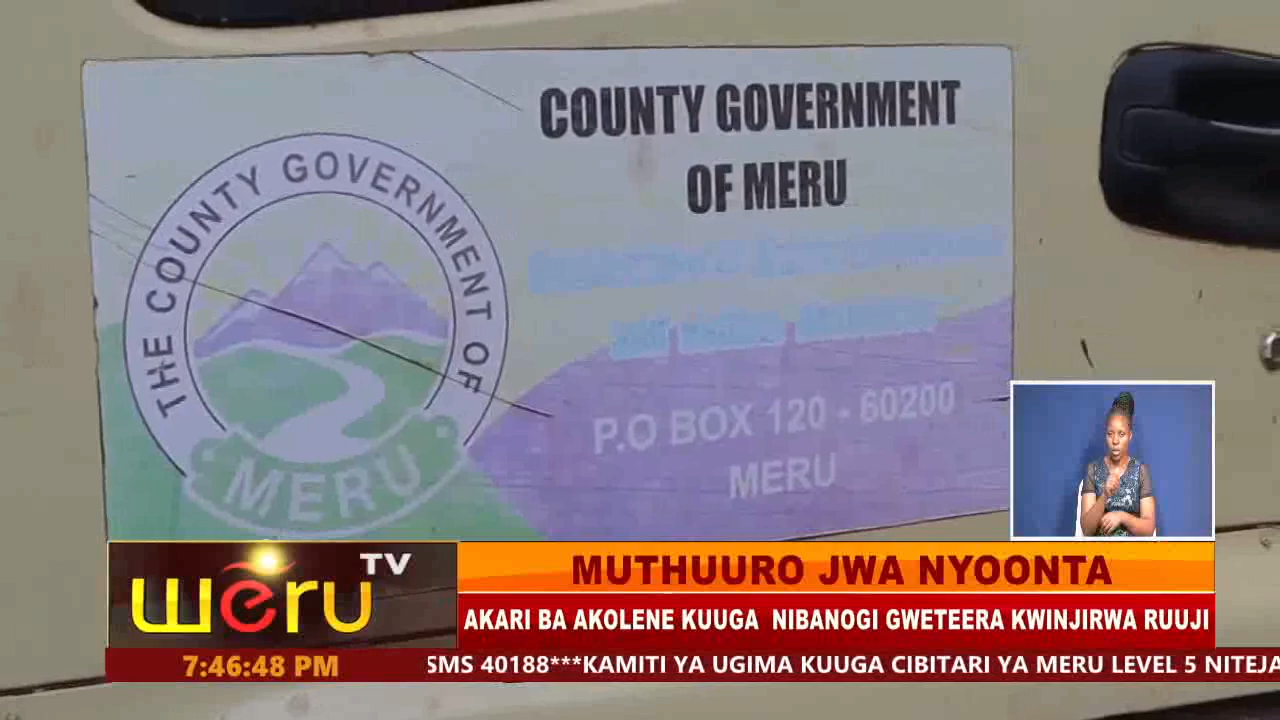 COUNTY GOVERNMENT
OF MERU
THE COUNTY GOVERNMENT OF
MERU
P.O BOX 120 - 60200
MERU
weru TV
MUTHUURO JWA NYOONTA
AKARI BA AKOLENE KUUGA NIBANOGI GWETEERA KWINJIRWA RUUJI
7:46:48 PM
SMS 40188***KAMITI YA UGIMA KUUGA CIBITARI YA MERU LEVEL 5 NITEJA